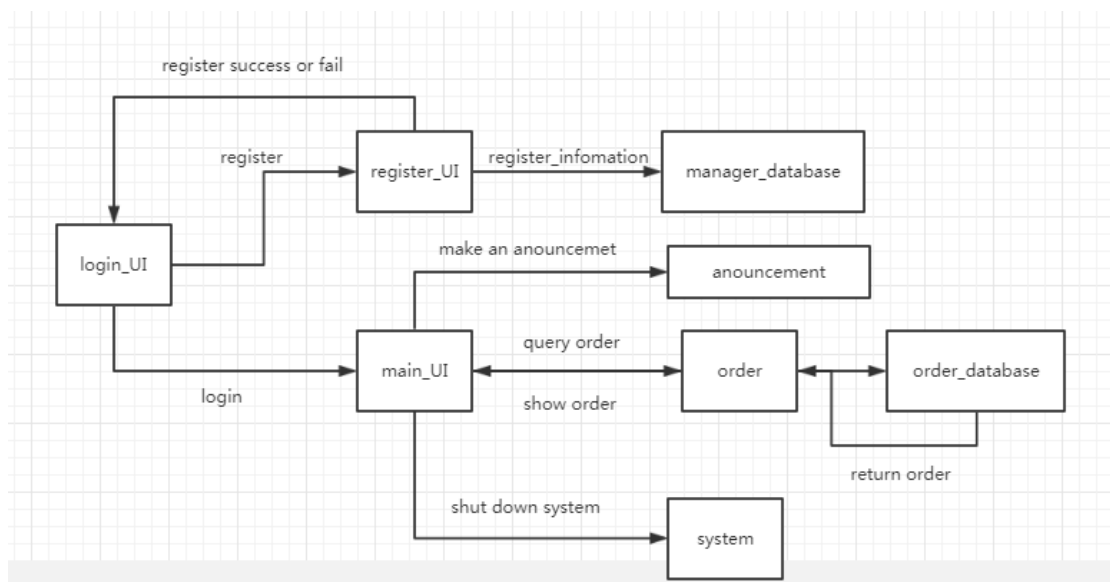 register success or fail
register
register_UI
register_infomation
manager_database
login_UI
make an anouncemet
anouncement
main_UI
query order
order
order_database
login
show order
return order
shut down system
system